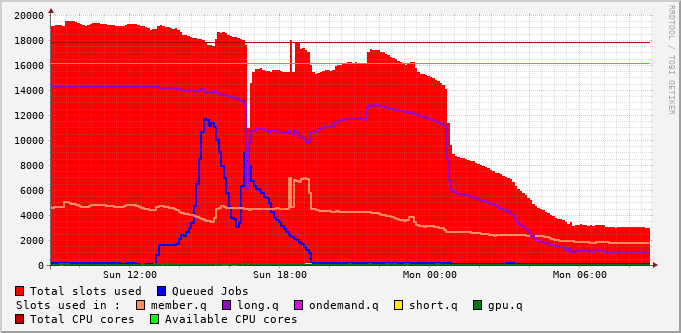 20000
18000
16000
14000
12000
10000
8000
6000
4000
2000
0
Sun 12:00 Sun 18:00 Mon 00:00 Mon 06:00
RRDTOOL / TOBI OETIKER
Total slots used Queued Jobs
Slots used in : member.q long.q ondemand.q short.q gpu.q
Total CPU cores Available CPU cores